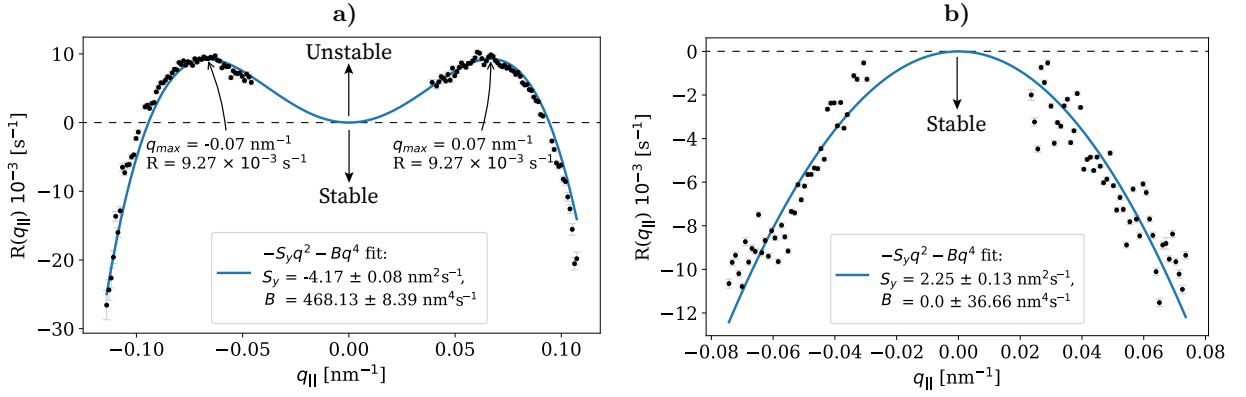 a)
10
0
−10
−20
−30
R(q||) 10⁻³ [s⁻¹]
Unstable
q_max = -0.07 nm⁻¹
R = 9.27 × 10⁻³ s⁻¹
q_max = 0.07 nm⁻¹
R = 9.27 × 10⁻³ s⁻¹
Stable
−S_yq² − Bq⁴ fit:
S_y = -4.17 ± 0.08 nm²s⁻¹,
B = 468.13 ± 8.39 nm⁴s⁻¹
−0.10 −0.05 0.00 0.05 0.10
q|| [nm⁻¹]
b)
0
−2
−4
−6
−8
−10
−12
R(q||) 10⁻³ [s⁻¹]
Stable
−S_yq² − Bq⁴ fit:
S_y = 2.25 ± 0.13 nm²s⁻¹,
B = 0.0 ± 36.66 nm⁴s⁻¹
−0.08 −0.06 −0.04 −0.02 0.00 0.02 0.04 0.06 0.08
q|| [nm⁻¹]